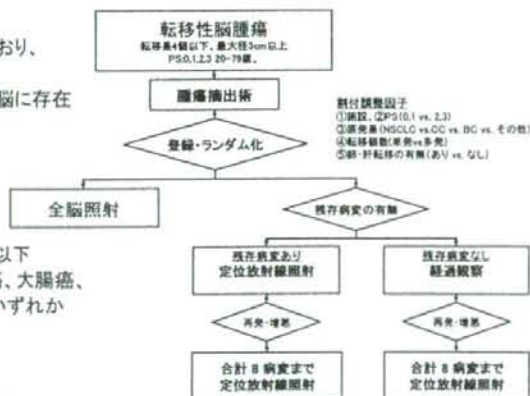 転移性脳腫瘍
転移巣4個以下、最大径3cm以上
PS:0,1,2,3 20-79歳、
腫瘍摘出術
登録・ランダム化
割付調整因子
①施設、②PS(0,1 vs. 2,3)
③原発巣(NSCLC vs.CC vs. BC vs. その他)
④転移個数(単発vs多発)
⑤肺・肝転移の有無(あり vs. なし)
全脳照射
残存病変の有無
残存病変あり
定位放射線照射
残存病変なし
経過観察
再発・増悪
再発・増悪
合計 8 病変まで
定位放射線照射
合計 8 病変まで
定位放射線照射
おり、
脳に存在
以下
、大腸癌、
いずれか